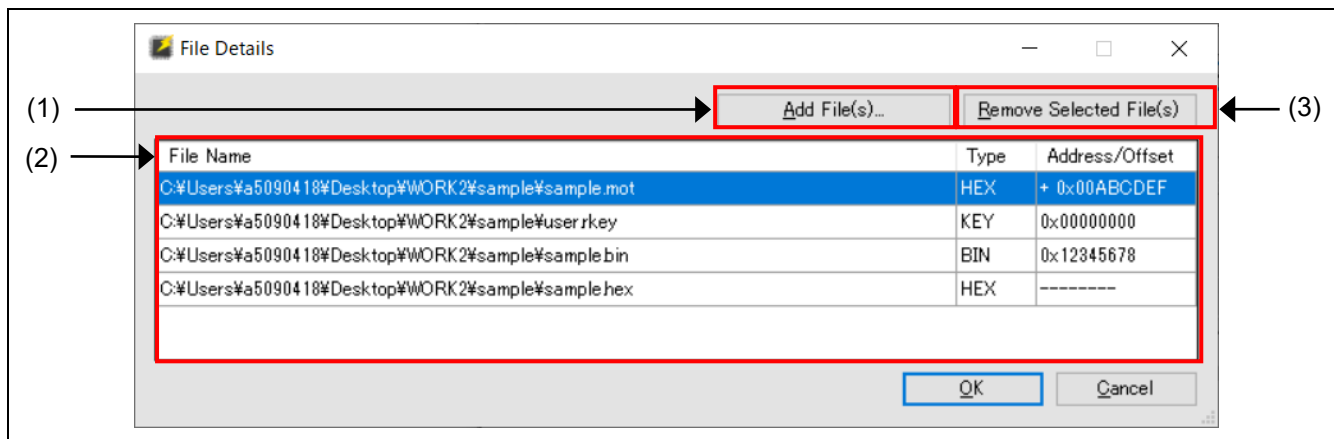 File Details
(1)
Add File(s)...
Remove Selected File(s)
(3)
(2)
File Name Type Address/Offset
C:¥Users¥a5090418¥Desktop¥WORK2¥sample¥sample.mot HEX + 0x00ABCDEF
C:¥Users¥a5090418¥Desktop¥WORK2¥sample¥user.rkey KEY 0x00000000
C:¥Users¥a5090418¥Desktop¥WORK2¥sample¥sample.bin BIN 0x12345678
C:¥Users¥a5090418¥Desktop¥WORK2¥sample¥sample.hex HEX --------
OK Cancel